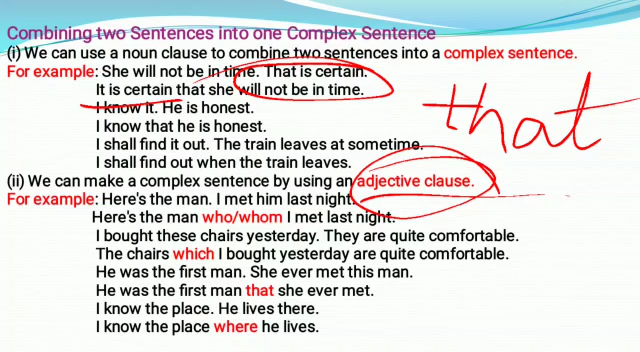 Combining two Sentences into one Complex Sentence
(i) We can use a noun clause to combine two sentences into a complex sentence.
For example: She will not be in time. That is certain.
It is certain that she will not be in time.
I know it. He is honest.
that
I know that he is honest.
I shall find it out. The train leaves at sometime.
I shall find out when the train leaves.
(ii) We can make a complex sentence by using an adjective clause.
For example: Here's the man. I met him last night.
Here's the man who/whom I met last night.
I bought these chairs yesterday. They are quite comfortable.
The chairs which I bought yesterday are quite comfortable.
He was the first man. She ever met this man.
He was the first man that she ever met.
I know the place. He lives there.
I know the place where he lives.